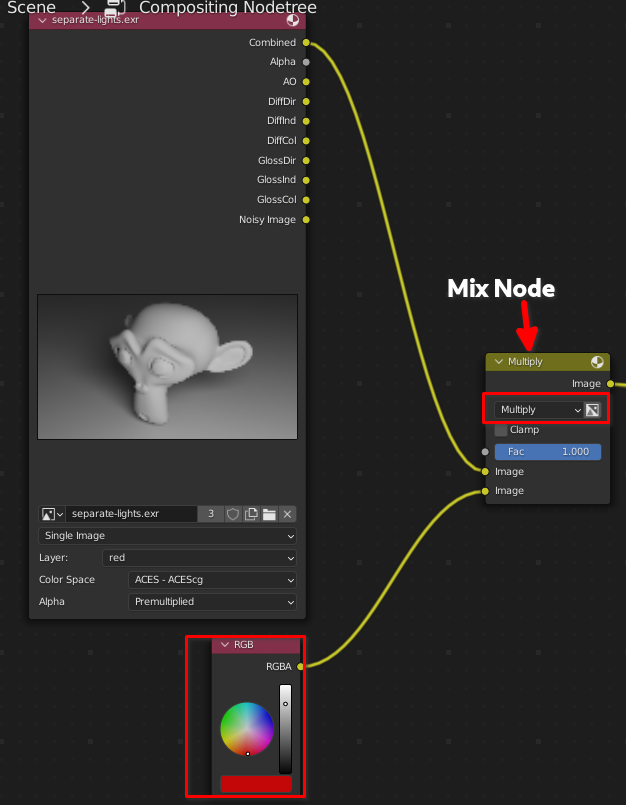 Scene > Compositing Nodetree
separate-lights.exr
Combined
Alpha
AO
DiffDir
DiffInd
DiffCol
GlossDir
GlossInd
GlossCol
Noisy Image
Mix Node
Multiply
Image
Multiply
Clamp
Fac 1.000
Image
Image
separate-lights.exr 3
Single Image
Layer: red
Color Space ACES - ACEScg
Alpha Premultiplied
RGB
RGBA